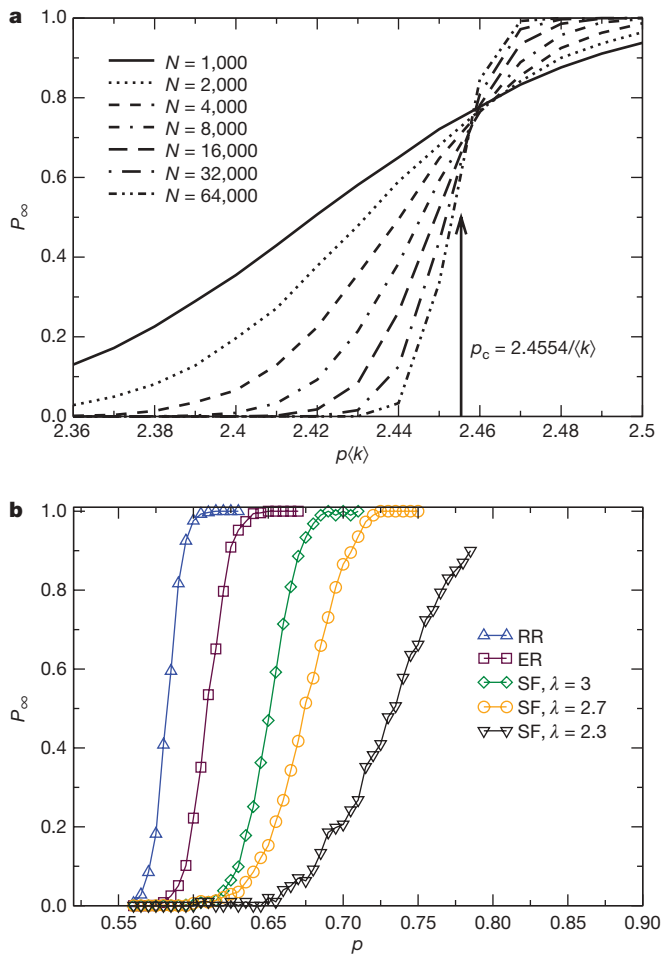 a
1.0
0.8
0.6
0.4
0.2
0.0
P∞
N = 1,000
N = 2,000
N = 4,000
N = 8,000
N = 16,000
N = 32,000
N = 64,000
pc = 2.4554/⟨k⟩
2.36 2.38 2.4 2.42 2.44 2.46 2.48 2.5
p⟨k⟩
b
1.0
0.8
0.6
0.4
0.2
0.0
P∞
RR
ER
SF, λ = 3
SF, λ = 2.7
SF, λ = 2.3
0.55 0.60 0.65 0.70 0.75 0.80 0.85 0.90
p